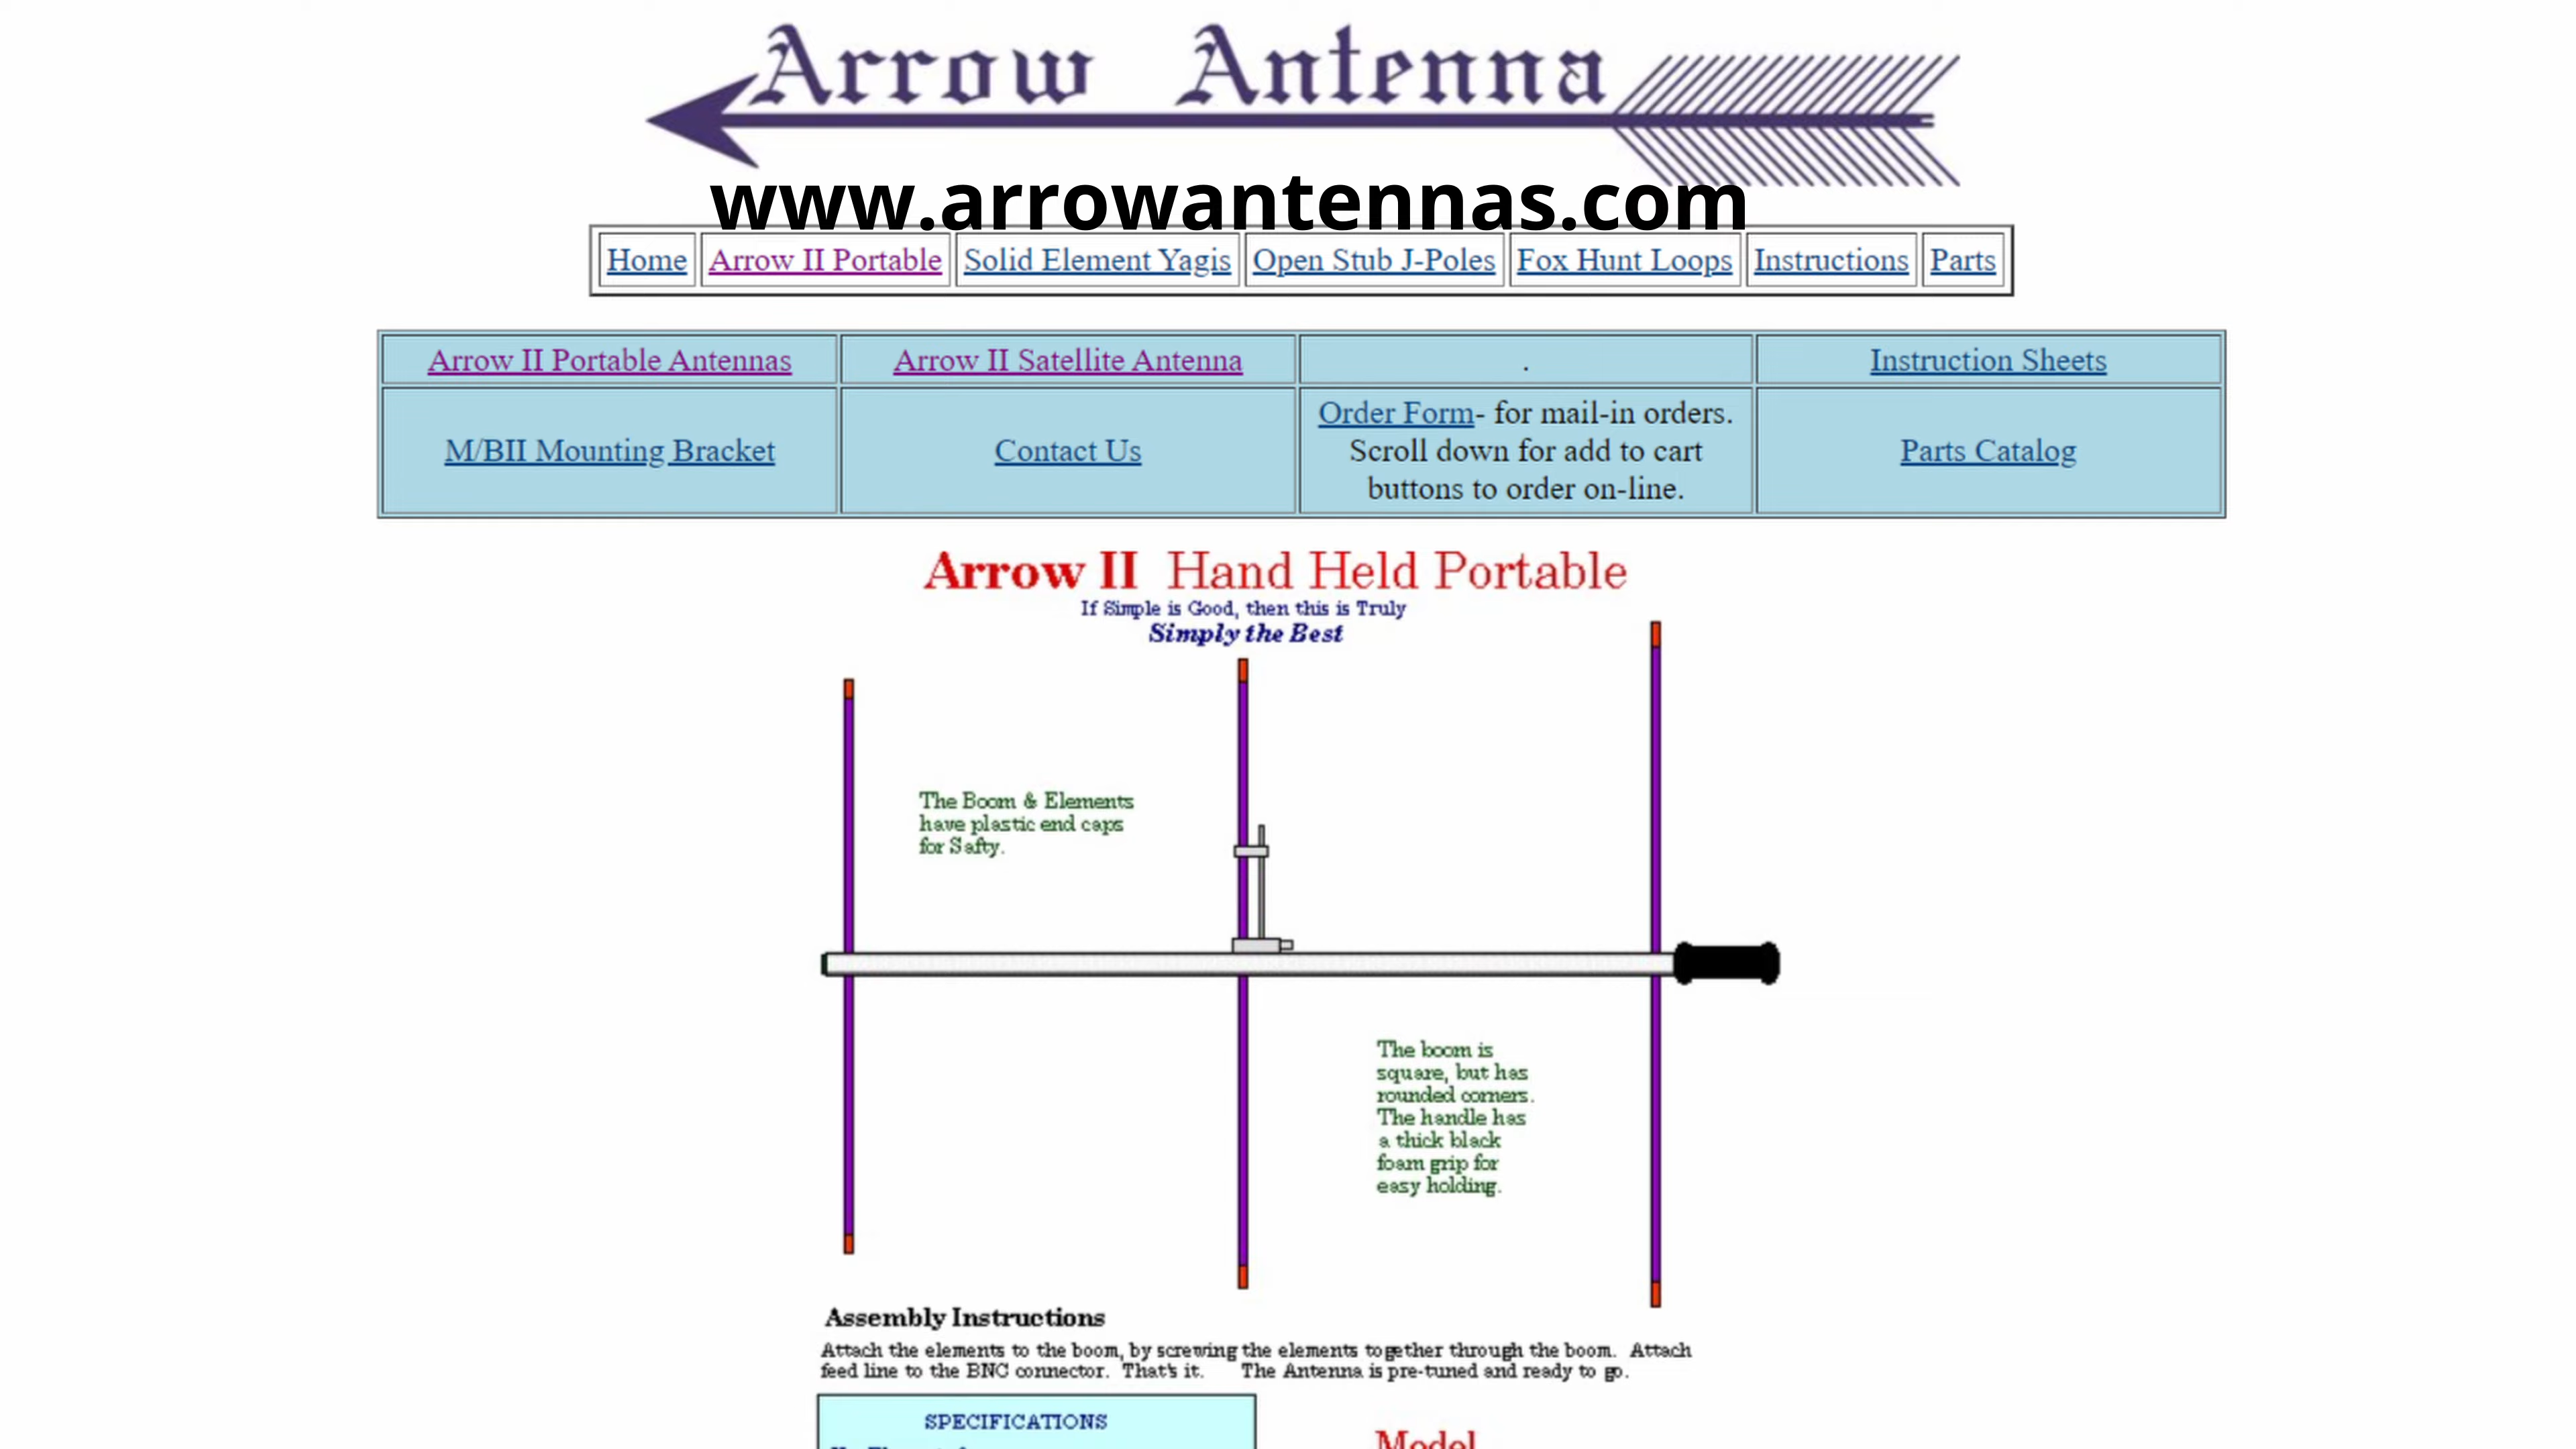 Arrow Antenna
www.arrowantennas.com
Home Arrow II Portable Solid Element Yagis Open Stub J-Poles Fox Hunt Loops Instructions Parts
Arrow II Portable Antennas Arrow II Satellite Antenna . Instruction Sheets
M/BII Mounting Bracket Contact Us Order Form- for mail-in orders.
Scroll down for add to cart
buttons to order on-line.
Parts Catalog
Arrow II Hand Held Portable
If Simple is Good, then this is Truly
Simply the Best
The Boom & Elements
have plastic end caps
for Safty.
The boom is
square, but has
rounded corners.
The handle has
a thick black
foam grip for
easy holding.
Assembly Instructions
Attach the elements to the boom, by screwing the elements together through the boom. Attach
feed line to the BNC connector. That's it. The Antenna is pre-tuned and ready to go.
SPECIFICATIONS
Model